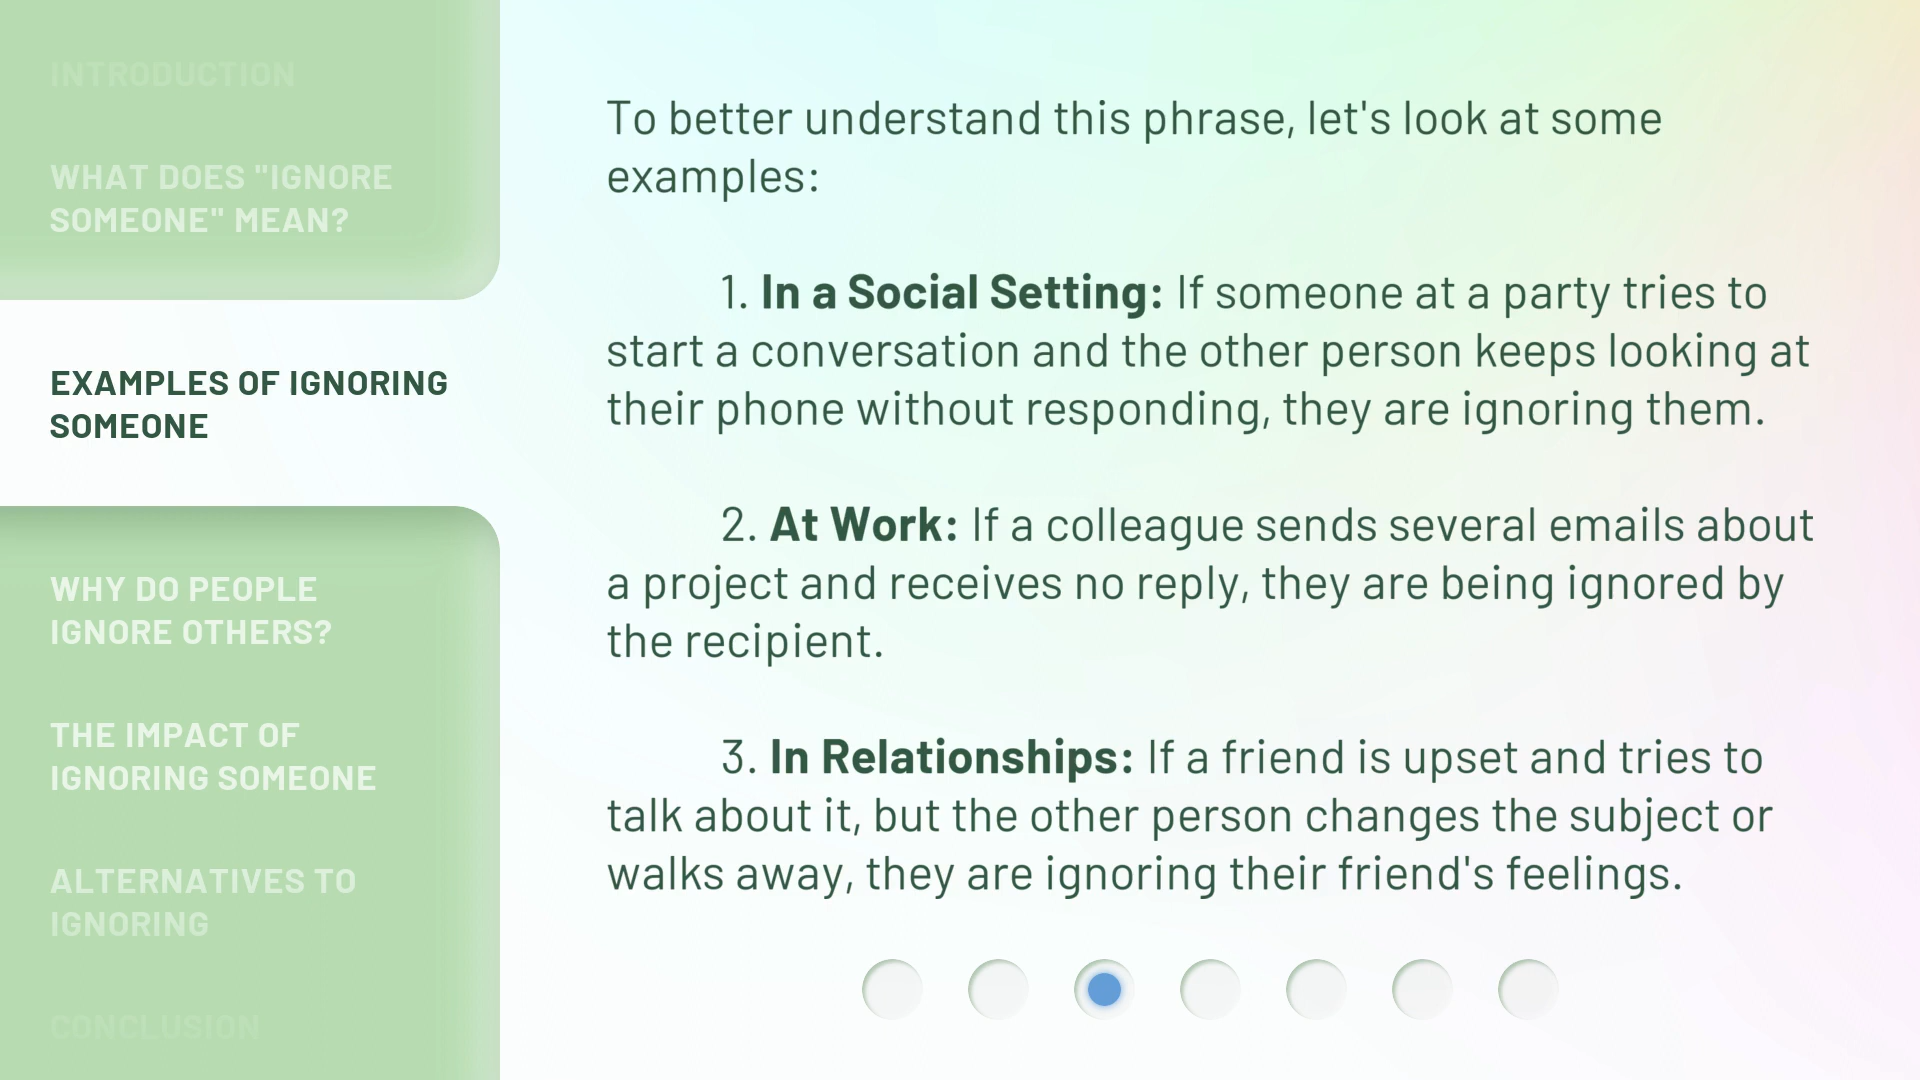 INTRODUCTION
WHAT DOES "IGNORE
SOMEONE" MEAN?
EXAMPLES OF IGNORING
SOMEONE
WHY DO PEOPLE
IGNORE OTHERS?
THE IMPACT OF
IGNORING SOMEONE
ALTERNATIVES TO
IGNORING
CONCLUSION
To better understand this phrase, let's look at some
examples:
1. In a Social Setting: If someone at a party tries to
start a conversation and the other person keeps looking at
their phone without responding, they are ignoring them.
2. At Work: If a colleague sends several emails about
a project and receives no reply, they are being ignored by
the recipient.
3. In Relationships: If a friend is upset and tries to
talk about it, but the other person changes the subject or
walks away, they are ignoring their friend's feelings.